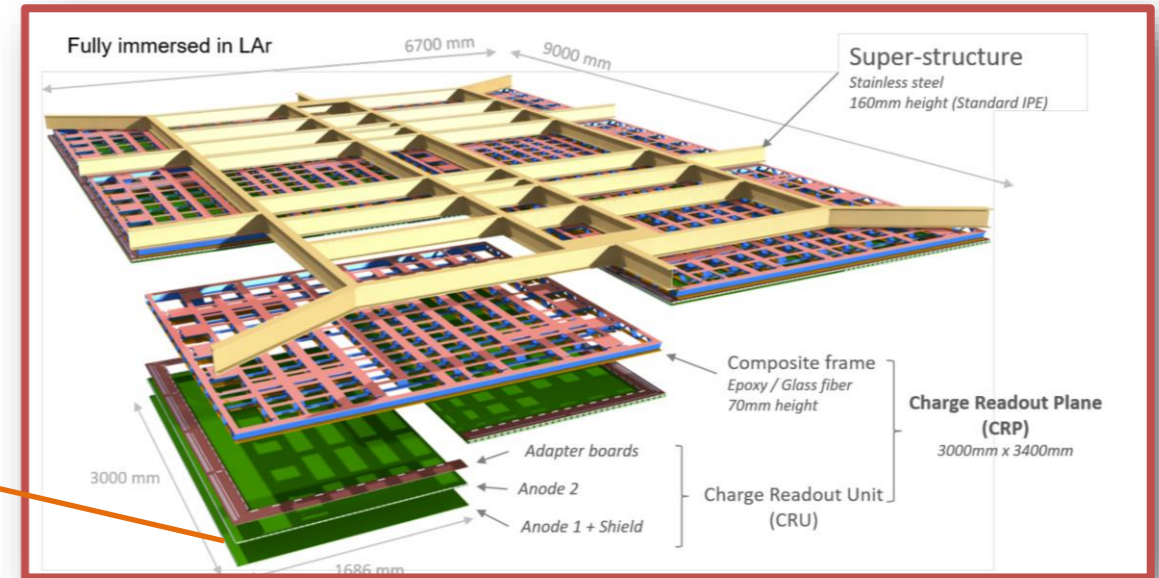 Fully immersed in LAr
6700 mm
9000 mm
Super-structure
Stainless steel
160mm height (Standard IPE)
Composite frame
Epoxy / Glass fiber
70mm height
Charge Readout Plane
(CRP)
3000mm x 3400mm
3000 mm
Adapter boards
Anode 2
Charge Readout Unit
(CRU)
Anode 1 + Shield
1686 mm